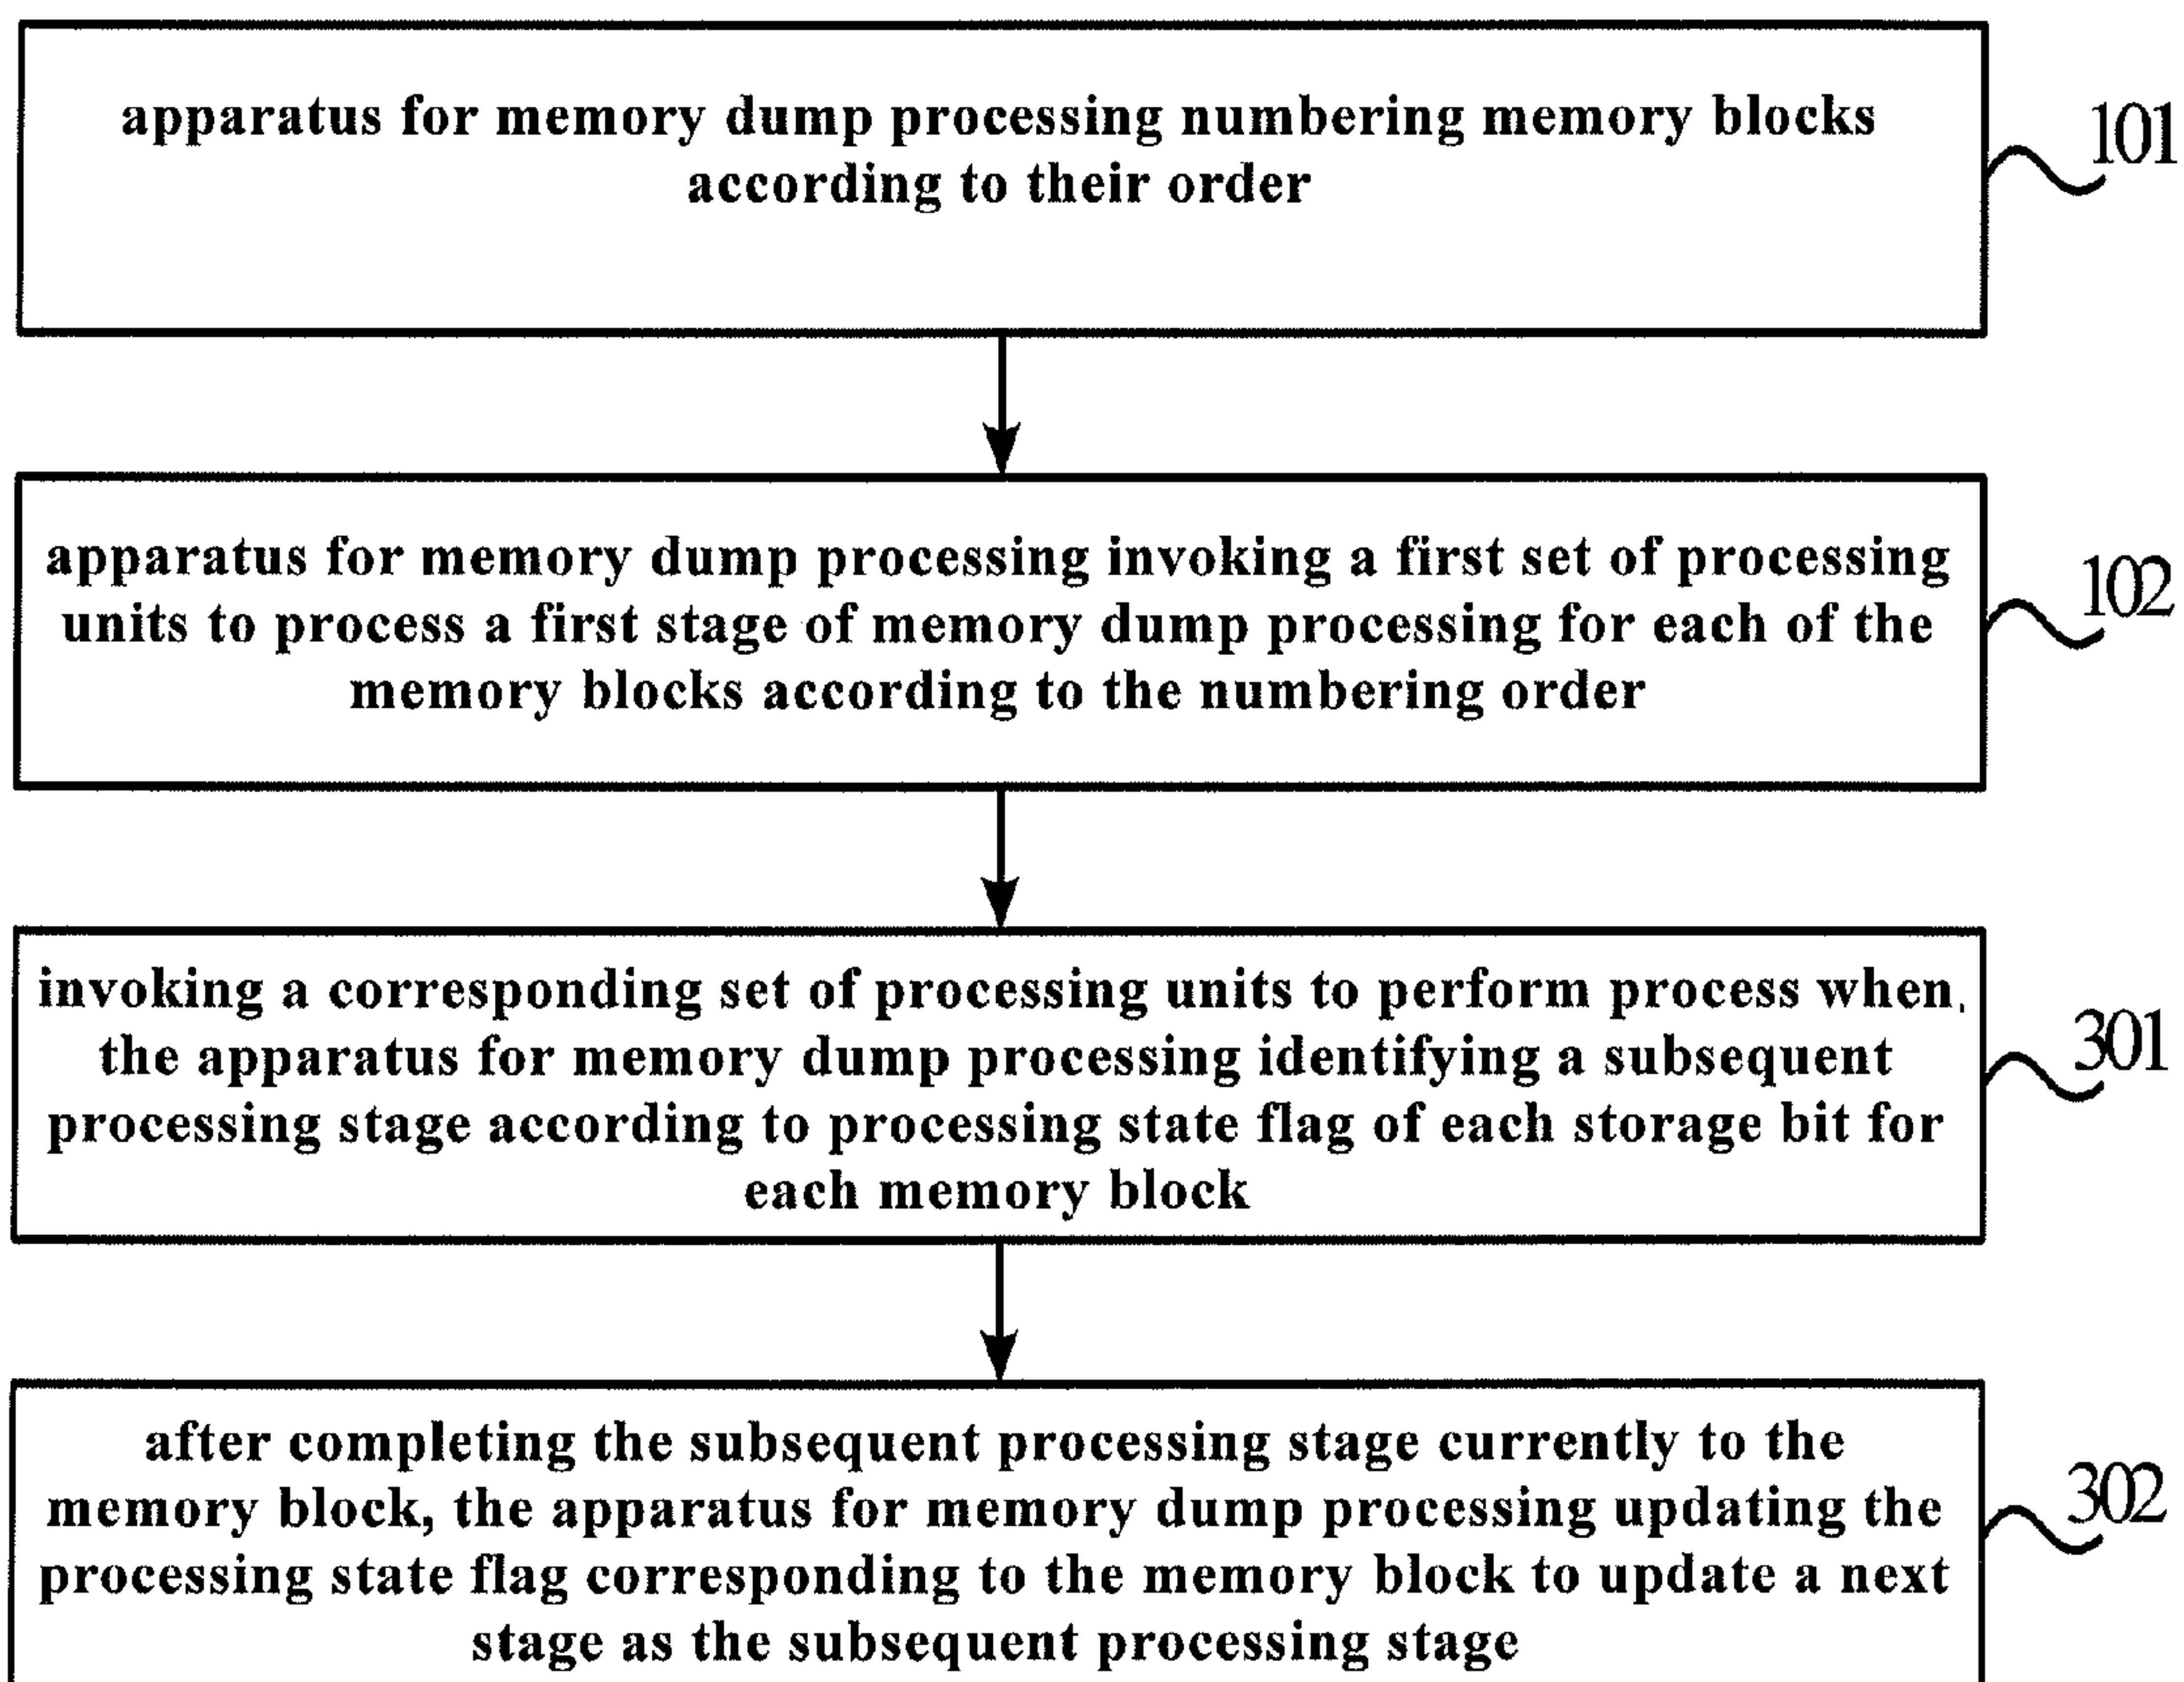 apparatus for memory dump processing numbering memory blocks
according to their order
101
apparatus for memory dump processing invoking a first set of processing
units to process a first stage of memory dump processing for each of the
memory blocks according to the numbering order
102
invoking a corresponding set of processing units to perform process when
the apparatus for memory dump processing identifying a subsequent
processing stage according to processing state flag of each storage bit for
each memory block
301
after completing the subsequent processing stage currently to the
memory block, the apparatus for memory dump processing updating the
processing state flag corresponding to the memory block to update a next
stage as the subsequent processing stage
302